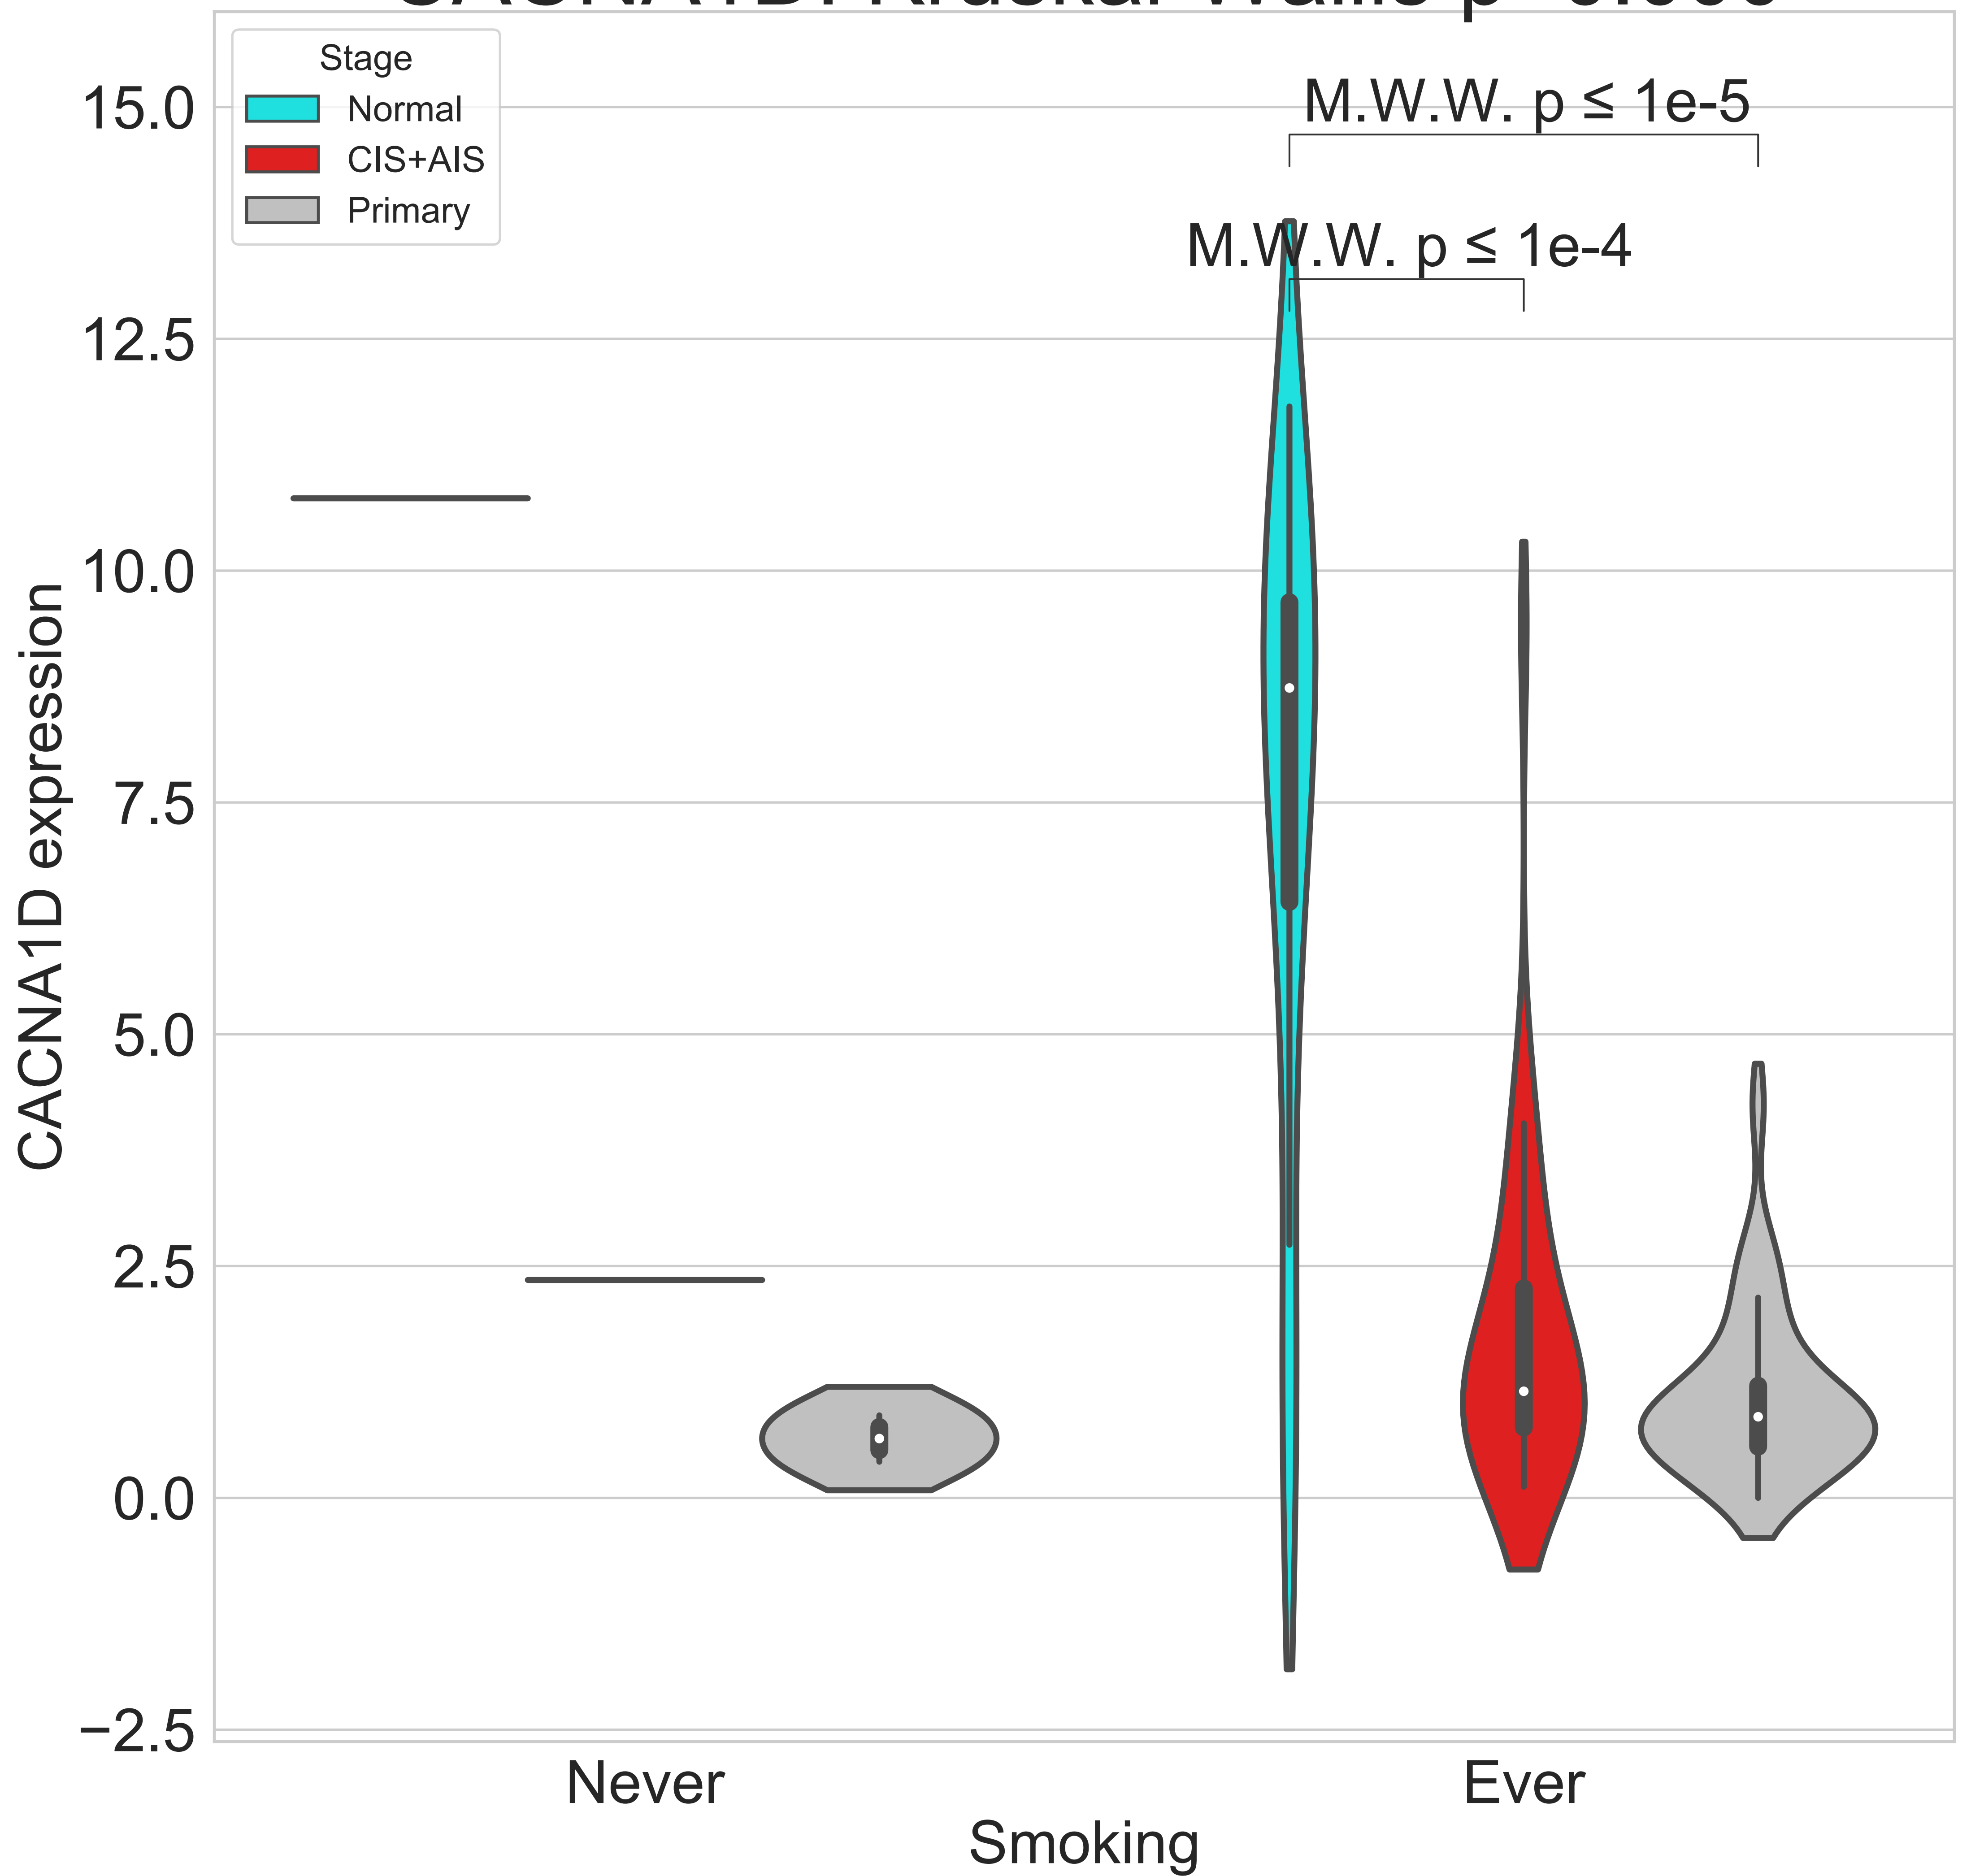 Stage
Normal
CIS+AIS
Primary
M.W.W. p ≤ 1e-5
M.W.W. p ≤ 1e-4
15.0
12.5
10.0
7.5
5.0
2.5
0.0
−2.5
CACNA1D expression
Never
Ever
Smoking